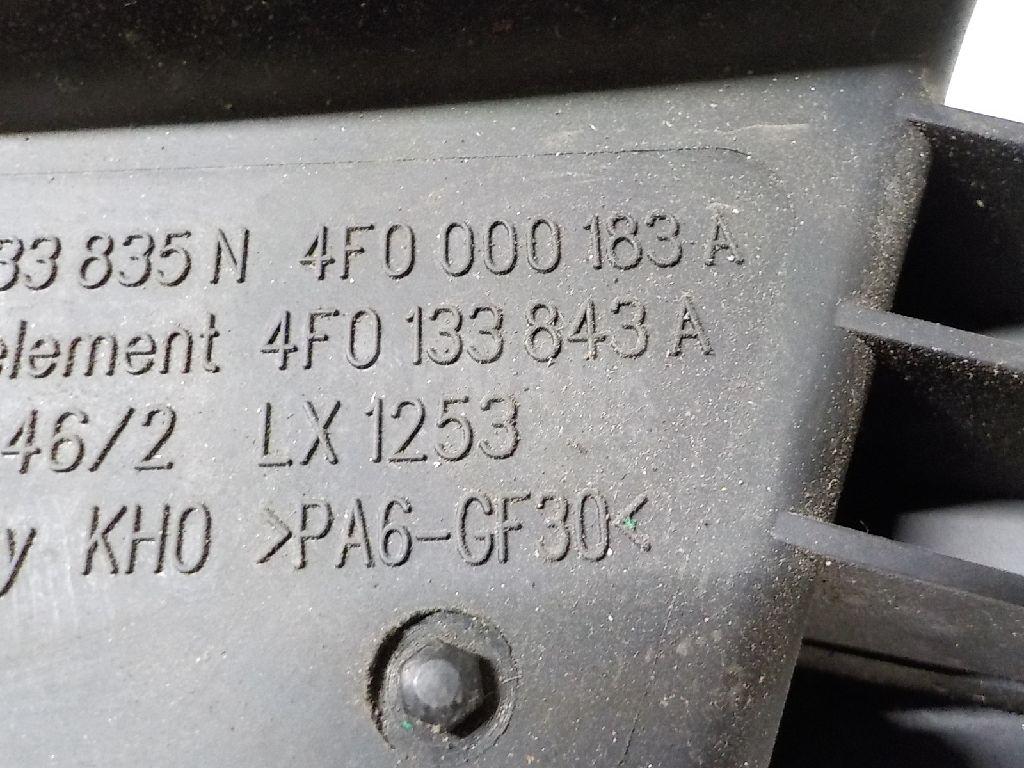 33 835 N 4F0 000 183 A
element 4F0 133 843 A
46/2 LX 1253
y KH0 >PA6-GF30<